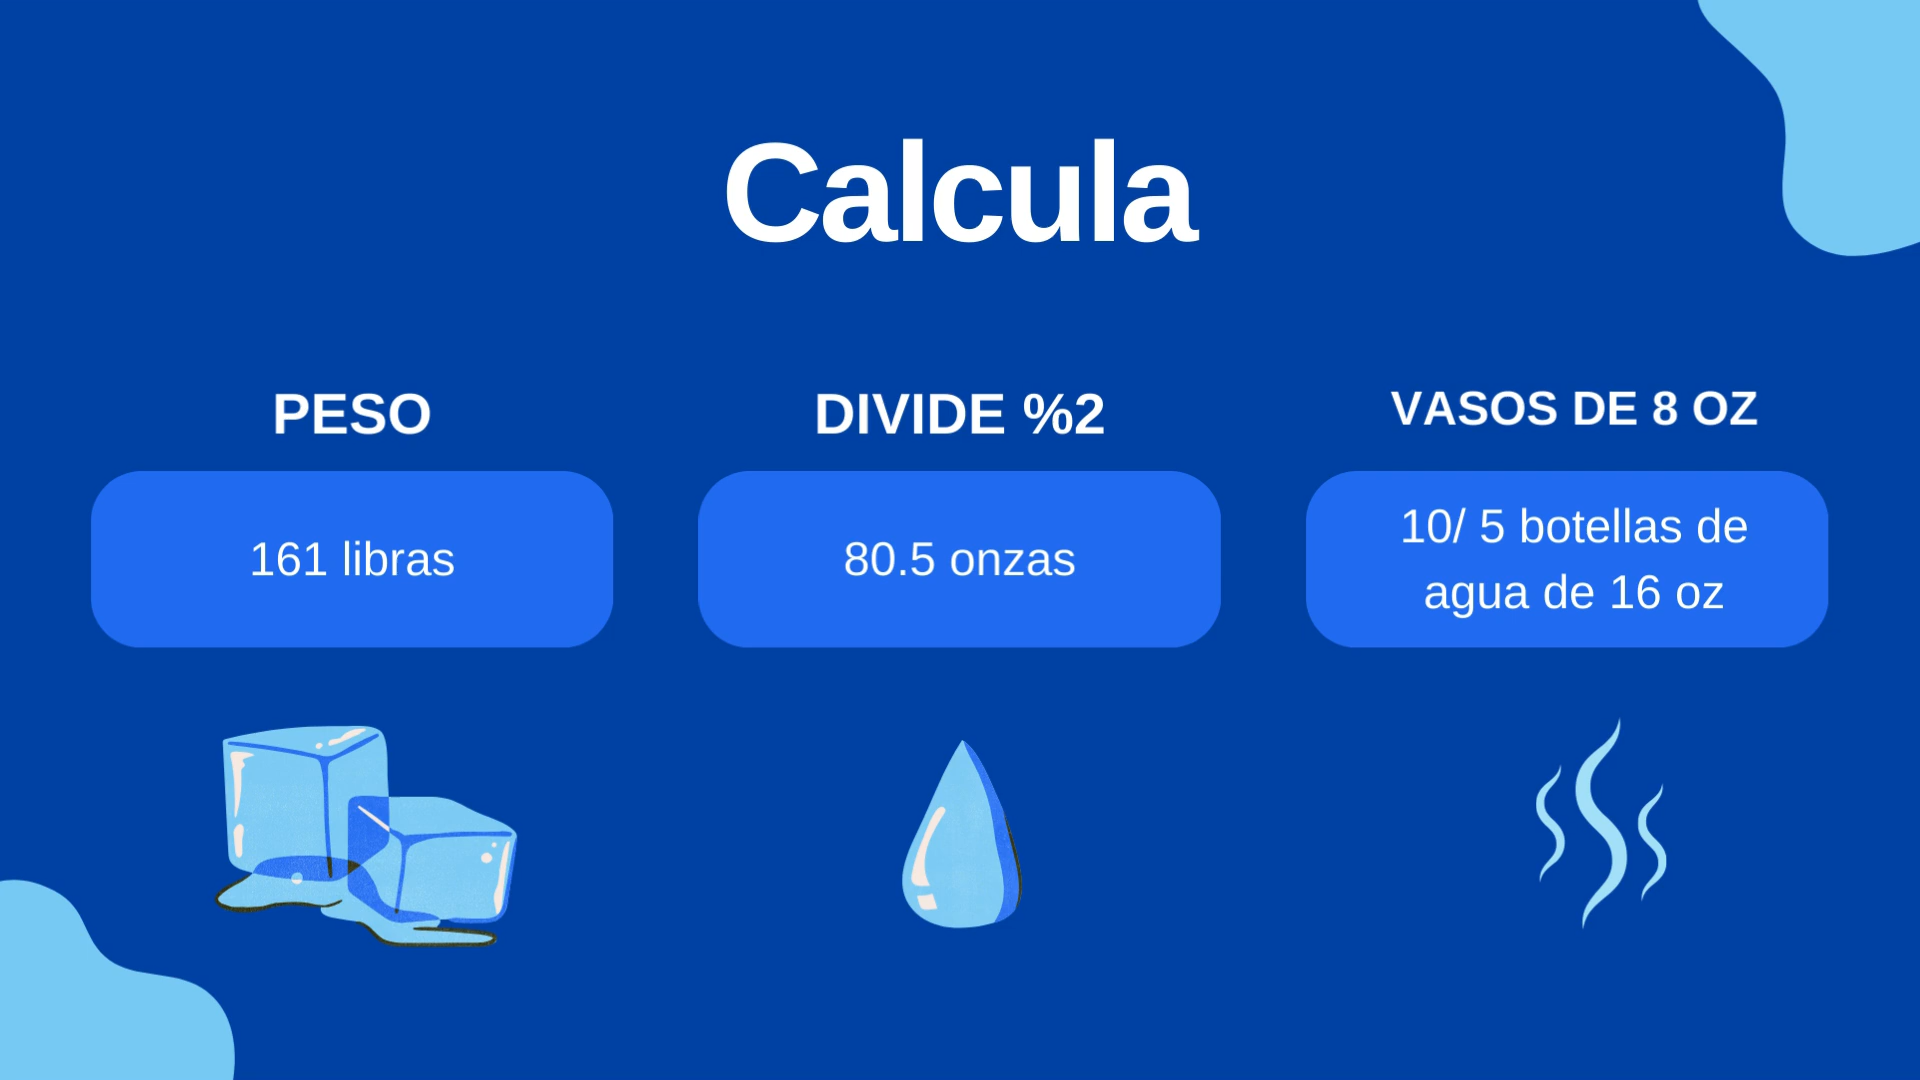 Calcula
PESO
161 libras
DIVIDE %2
80.5 onzas
VASOS DE 8 OZ
10/ 5 botellas de
agua de 16 oz